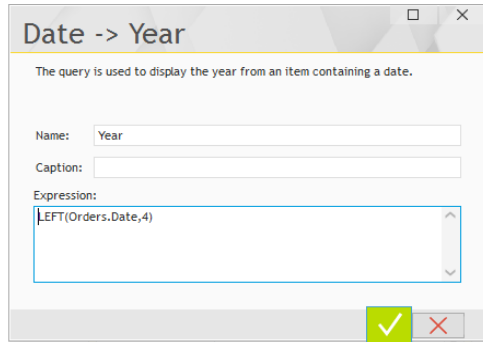 Date -> Year
The query is used to display the year from an item containing a date.
Name: Year
Caption:
Expression:
LEFT(Orders.Date,4)